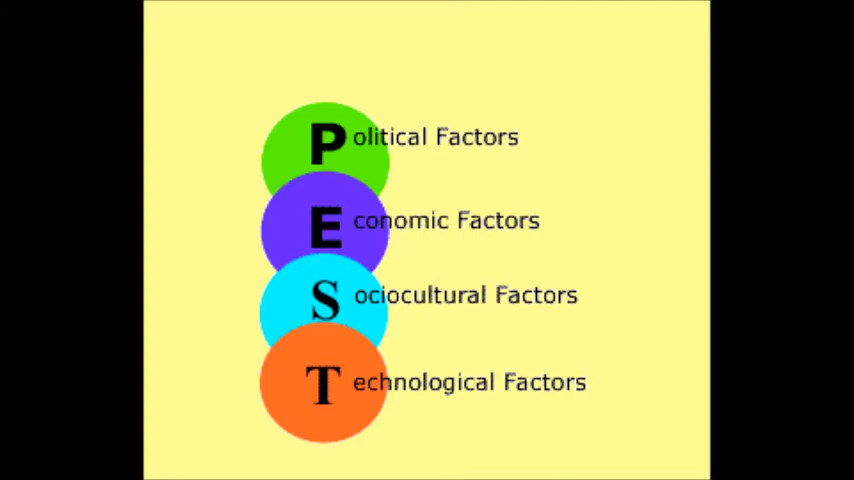 Political Factors
Economic Factors
Sociocultural Factors
Technological Factors